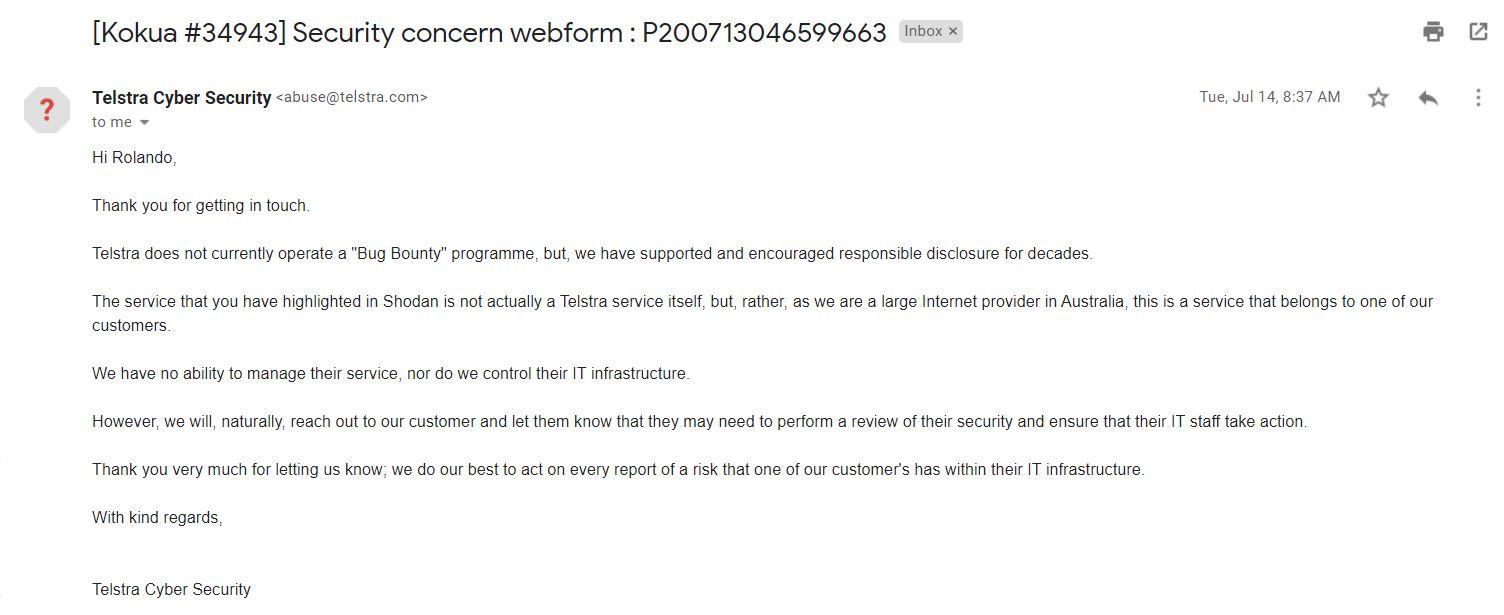 [Kokua #34943] Security concern webform : P200713046599663 Inbox ×
Telstra Cyber Security <abuse@telstra.com> Tue, Jul 14, 8:37 AM
?
to me
Hi Rolando,
Thank you for getting in touch.
Telstra does not currently operate a "Bug Bounty" programme, but, we have supported and encouraged responsible disclosure for decades.
The service that you have highlighted in Shodan is not actually a Telstra service itself, but, rather, as we are a large Internet provider in Australia, this is a service that belongs to one of our
customers.
We have no ability to manage their service, nor do we control their IT infrastructure.
However, we will, naturally, reach out to our customer and let them know that they may need to perform a review of their security and ensure that their IT staff take action.
Thank you very much for letting us know; we do our best to act on every report of a risk that one of our customer's has within their IT infrastructure.
With kind regards,
Telstra Cyber Security